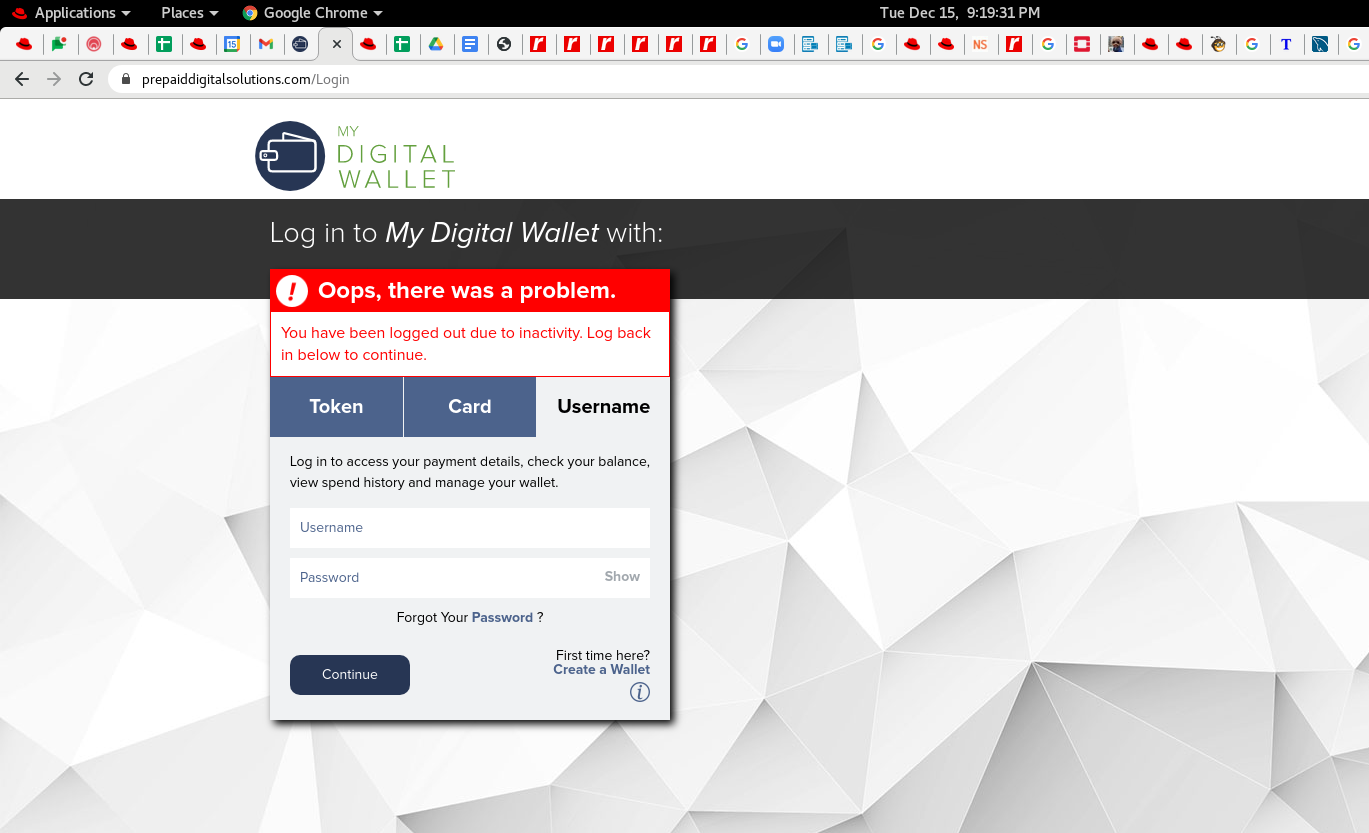 Applications Places Google Chrome Tue Dec 15, 9:19:31 PM
15 NS T
prepaiddigitalsolutions.com/Login
MY
DIGITAL
WALLET
Log in to My Digital Wallet with:
! Oops, there was a problem.
You have been logged out due to inactivity. Log back
in below to continue.
Token Card Username
Log in to access your payment details, check your balance,
view spend history and manage your wallet.
Username
Password Show
Forgot Your Password ?
First time here?
Create a Wallet
Continue
i